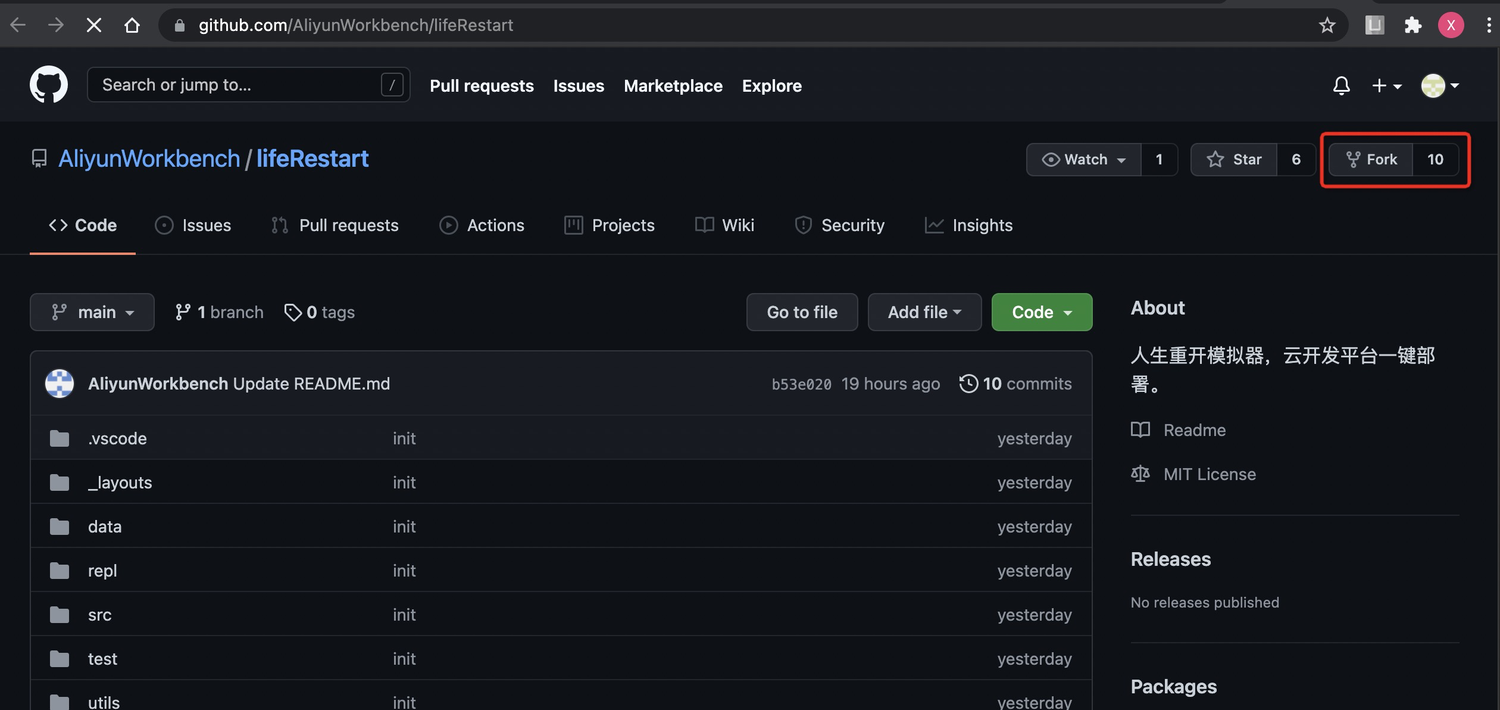 github.com/AliyunWorkbench/lifeRestart
X
Search or jump to...
/
Pull requests
Issues
Marketplace
Explore
AliyunWorkbench / lifeRestart
Watch
1
Star
6
Fork
10
Code
Issues
Pull requests
Actions
Projects
Wiki
Security
Insights
main
1 branch
0 tags
Go to file
Add file
Code
AliyunWorkbench Update README.md
b53e020 19 hours ago
10 commits
.vscode init yesterday
_layouts init yesterday
data init yesterday
repl init yesterday
src init yesterday
test init yesterday
utils init yesterday
About
人生重开模拟器，云开发平台一键部
署。
Readme
MIT License
Releases
No releases published
Packages